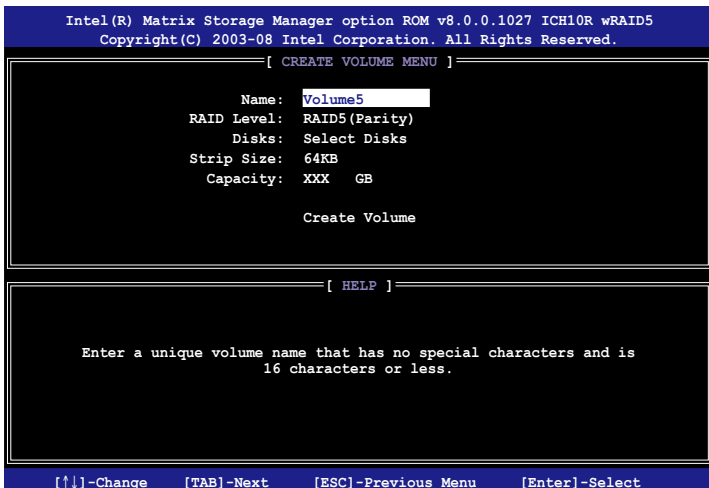 Intel(R) Matrix Storage Manager option ROM v8.0.0.1027 ICH10R wRAID5
Copyright(C) 2003-08 Intel Corporation. All Rights Reserved.
[ CREATE VOLUME MENU ]
Name: Volume5
RAID Level: RAID5(Parity)
Disks: Select Disks
Strip Size: 64KB
Capacity: XXX GB
Create Volume
[ HELP ]
Enter a unique volume name that has no special characters and is
16 characters or less.
[↑↓]-Change [TAB]-Next [ESC]-Previous Menu [Enter]-Select